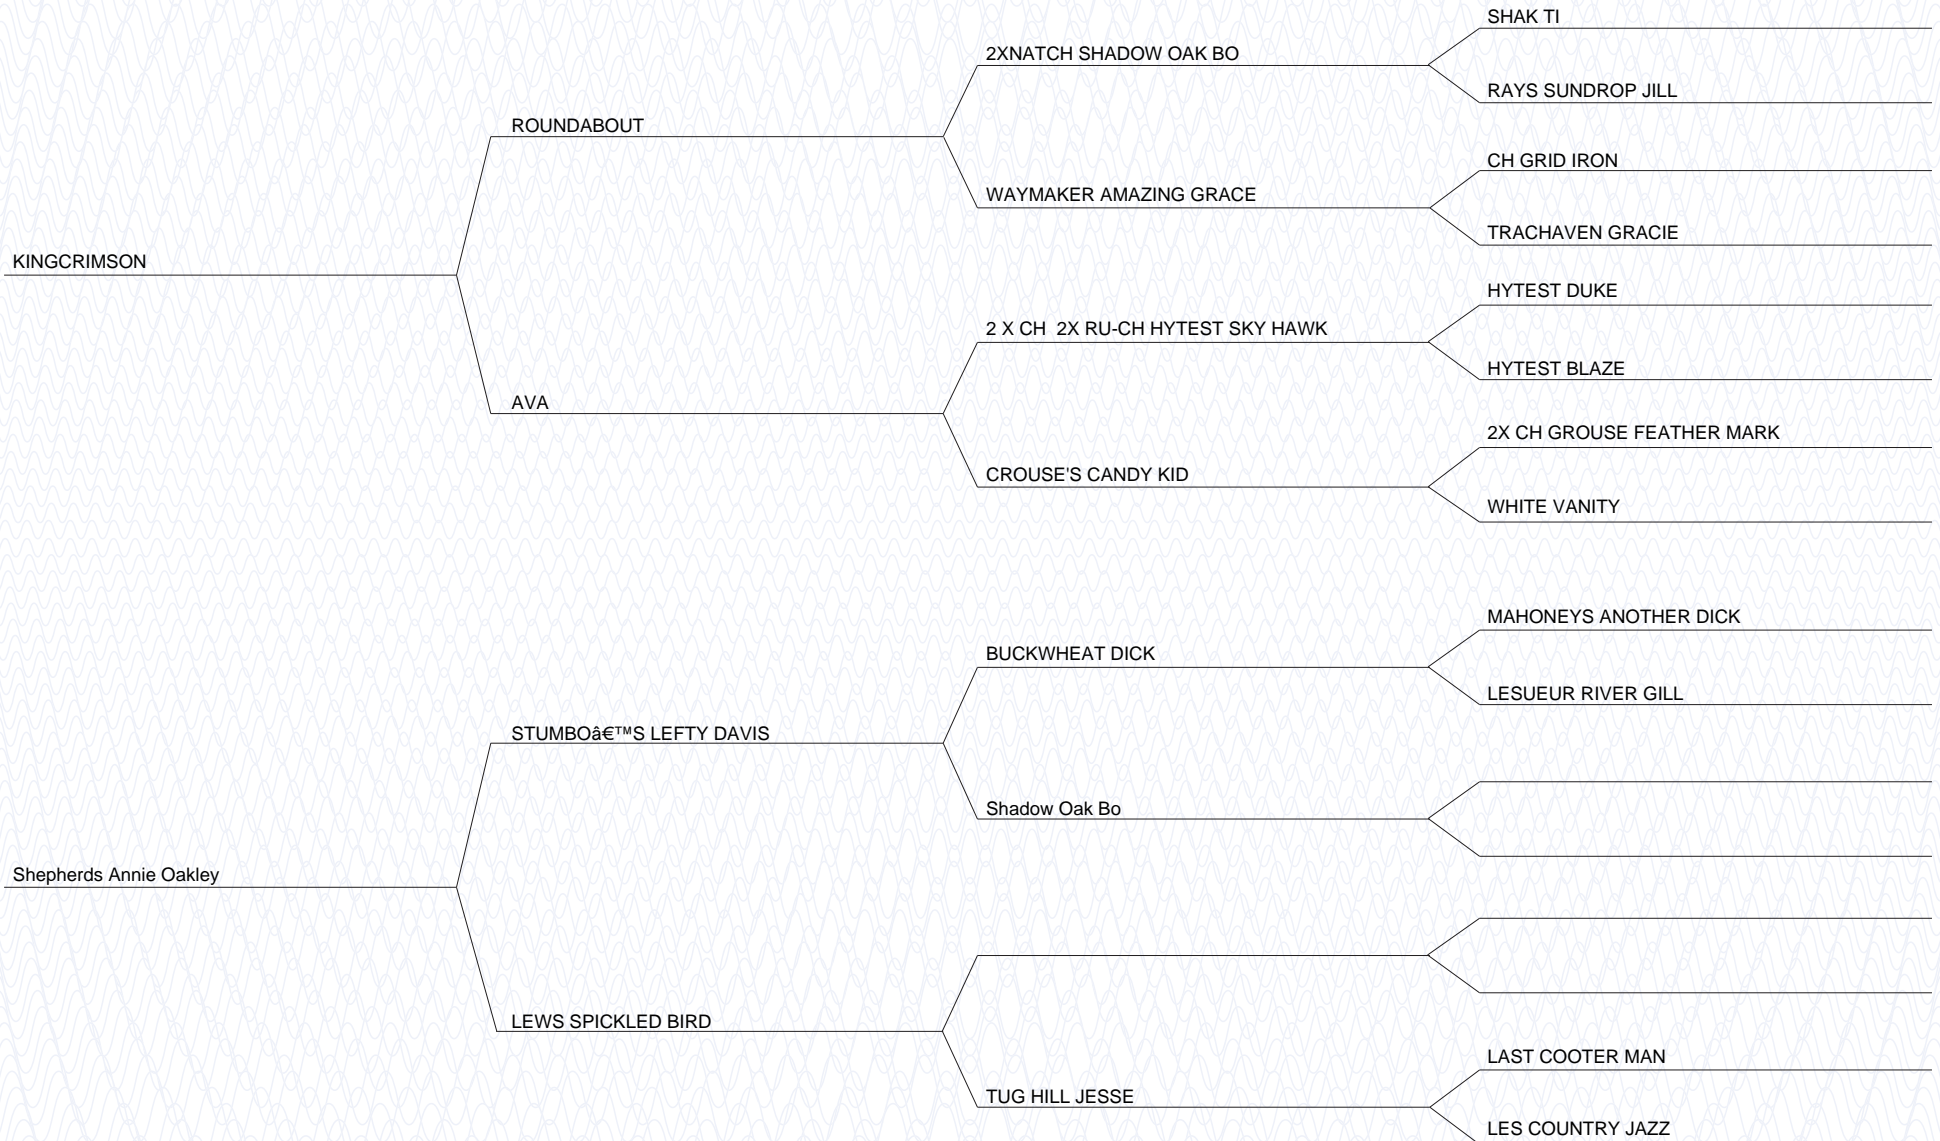 SHAK TI
2XNATCH SHADOW OAK BO
RAYS SUNDROP JILL
ROUNDABOUT
CH GRID IRON
WAYMAKER AMAZING GRACE
TRACHAVEN GRACIE
KINGCRIMSON
HYTEST DUKE
2 X CH  2X RU-CH HYTEST SKY HAWK
HYTEST BLAZE
AVA
2X CH GROUSE FEATHER MARK
CROUSE'S CANDY KID
WHITE VANITY
MAHONEYS ANOTHER DICK
BUCKWHEAT DICK
LESUEUR RIVER GILL
STUMBOâ€™S LEFTY DAVIS
Shadow Oak Bo
Shepherds Annie Oakley
LEWS SPICKLED BIRD
LAST COOTER MAN
TUG HILL JESSE
LES COUNTRY JAZZ